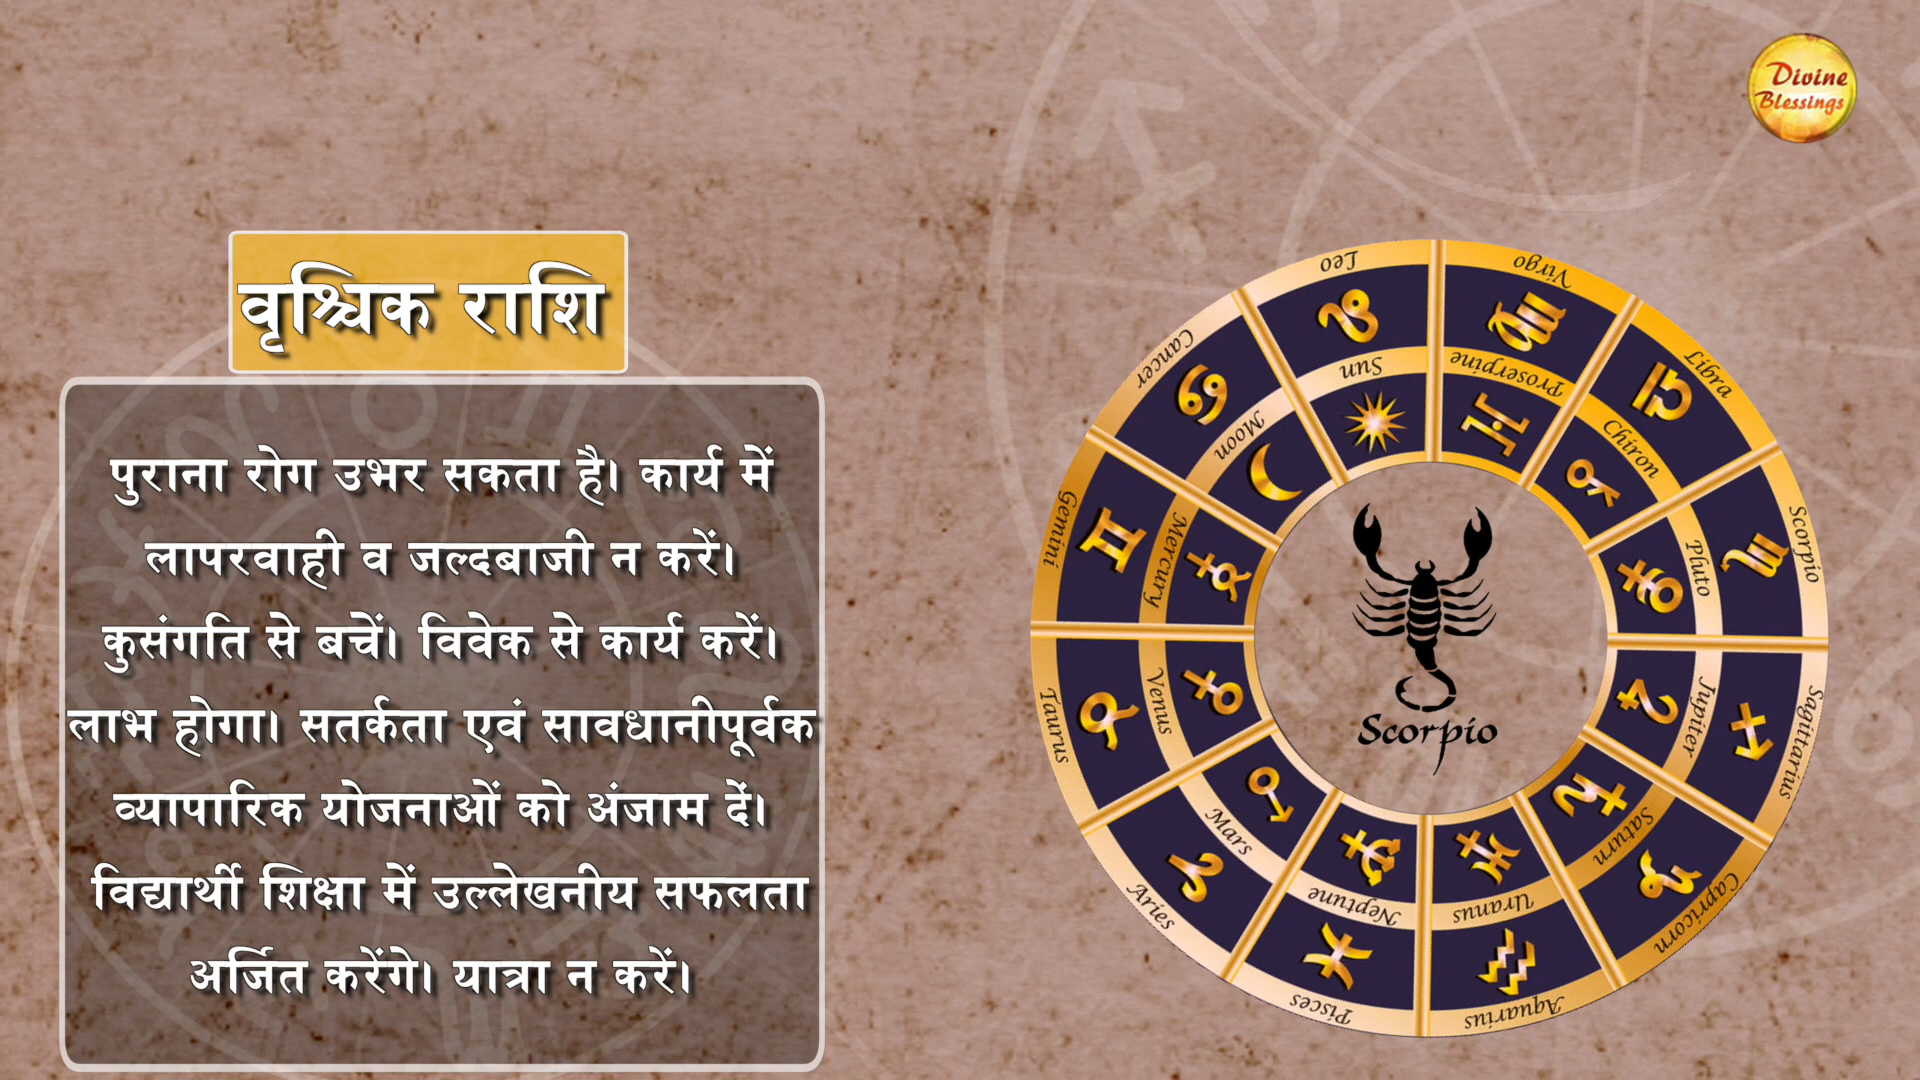 Divine
Blessings
वृश्चिक राशि
पुराना रोग उभर सकता है। कार्य में
लापरवाही व जल्दबाजी न करें।
कुसंगति से बचें। विवेक से कार्य करें।
लाभ होगा। सतर्कता एवं सावधानीपूर्वक
व्यापारिक योजनाओं को अंजाम दें।
विद्यार्थी शिक्षा में उल्लेखनीय सफलता
अर्जित करेंगे। यात्रा न करें।
Leo
Virgo
Libra
Scorpio
Sagittarius
Capricorn
Aquarius
Pisces
Aries
Taurus
Gemini
Cancer
Sun
Proserpine
Chiron
Pluto
Jupiter
Saturn
Uranus
Neptune
Mars
Venus
Mercury
Moon
Scorpio